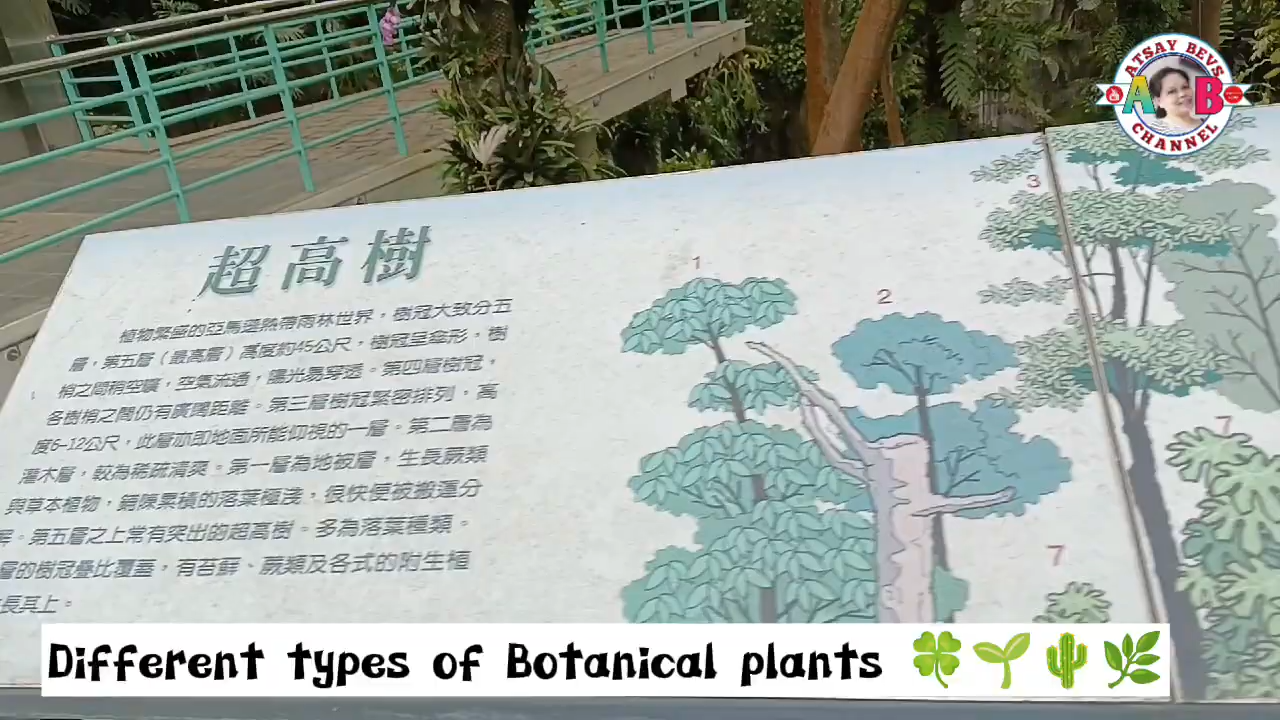 ATSAY BEVS
A B
CHANNEL
超高樹
植物繁盛的亞馬遜熱帶雨林世界，樹冠大致分五
層，第五層（最高層）高度約45公尺，樹冠呈傘形，樹
梢之間稍空曠，空氣流通，陽光易穿透。第四層樹冠，
各樹梢之間仍有廣闊距離。第三層樹冠緊密排列，高
度6-12公尺，此層亦即地面所能仰視的一層。第二層為
灌木層，較為稀疏清爽。第一層為地被層，生長蕨類
與草本植物，錯陳累積的落葉極淺，很快便被搬運分
解。第五層之上常有突出的超高樹。多為落葉種類。
層的樹冠疊比覆蓋，有苔蘚、蕨類及各式的附生植
長其上。
1
2
3
7
7
Different types of Botanical plants